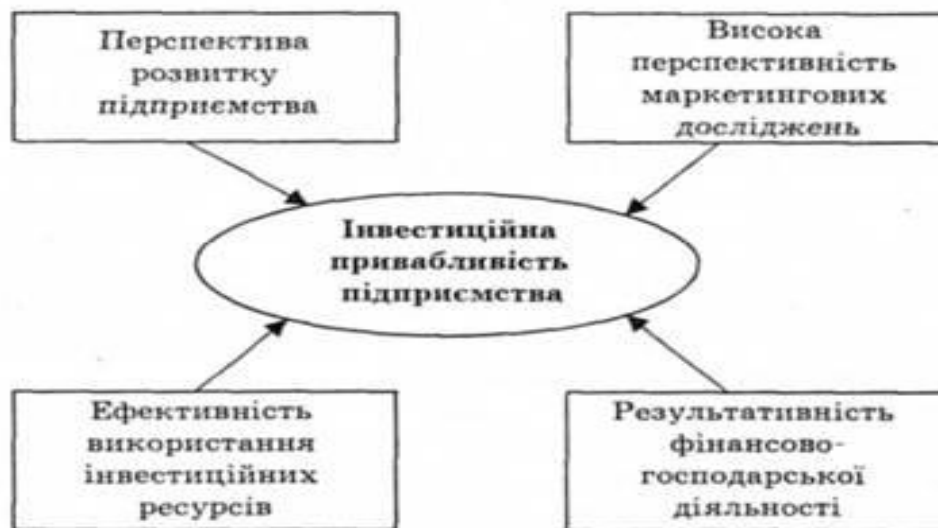 Перспектива
розвитку
підприємства
Висока
перспективність
маркетингових
досліджень
Інвестиційна
привабливість
підприємства
Ефективність
використання
інвестиційних
ресурсів
Результативність
фінансово-
господарської
діяльності